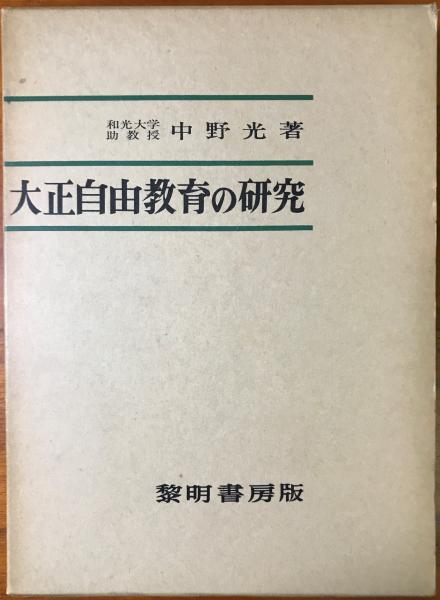 和光大学
助教授 中野光著
大正自由教育の研究
黎明書房版